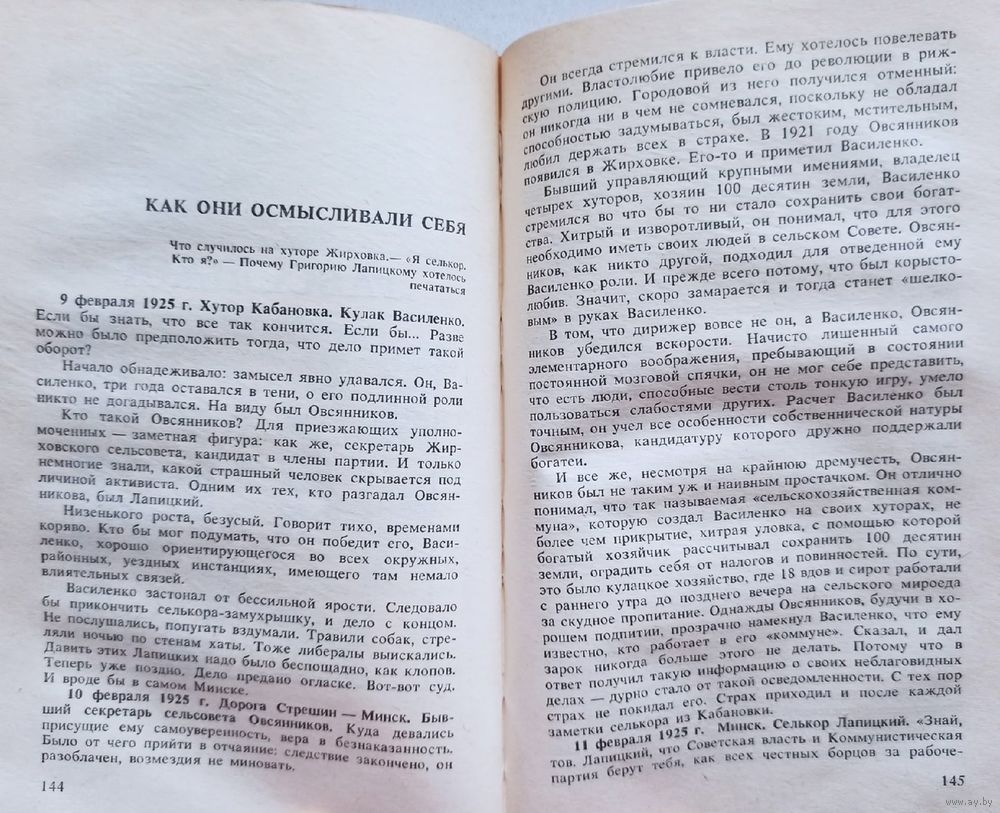 КАК ОНИ ОСМЫСЛИВАЛИ СЕБЯ
Что случилось на хуторе Жирховка.— «Я селькор.
Кто я?» — Почему Григорию Лапицкому хотелось
печататься
9 февраля 1925 г. Хутор Кабановка. Кулак Василенко.
Если бы знать, что все так кончится. Если бы... Разве
можно было предположить тогда, что дело примет такой
оборот?
Начало обнадеживало: замысел явно удавался. Он, Ва-
силенко, три года оставался в тени, о его подлинной роли
никто не догадывался. На виду был Овсянников.
Кто такой Овсянников? Для приезжающих уполно-
моченных — заметная фигура: как же, секретарь Жир-
ховского сельсовета, кандидат в члены партии. И только
немногие знали, какой страшный человек скрывается под
личиной активиста. Одним их тех, кто разгадал Овсян-
никова, был Лапицкий.
Низенького роста, безусый. Говорит тихо, временами
коряво. Кто бы мог подумать, что он победит его, Васи-
ленко, хорошо ориентирующегося во всех окружных,
районных, уездных инстанциях, имеющего там немало
влиятельных связей.
Василенко застонал от бессильной ярости. Следовало
бы прикончить селькора-замухрышку, и дело с концом.
Не послушались, попугать вздумали. Травили собак, стре-
ляли ночью по стенам хаты. Тоже либералы выискались.
Давить этих Лапицких надо было беспощадно, как клопов.
Теперь уже поздно. Дело предано огласке. Вот-вот суд.
И вроде бы в самом Минске.
10 февраля 1925 г. Дорога Стрешин — Минск. Быв-
ший секретарь сельсовета Овсянников. Куда девались
присущие ему самоуверенность, вера в безнаказанность.
Было от чего прийти в отчаяние: следствие закончено, он
разоблачен, возмездия не миновать.
144
Он всегда стремился к власти. Ему хотелось повелевать
другими. Властолюбие привело его до революции в риж-
скую полицию. Городовой из него получился отменный:
он никогда ни в чем не сомневался, поскольку не обладал
способностью задумываться, был жестоким, мстительным,
любил держать всех в страхе. В 1921 году Овсянников
появился в Жирховке. Его-то и приметил Василенко.
Бывший управляющий крупными имениями, владелец
четырех хуторов, хозяин 100 десятин земли, Василенко
стремился во что бы то ни стало сохранить свои богат-
ства. Хитрый и изворотливый, он понимал, что для этого
необходимо иметь своих людей в сельском Совете. Овсян-
ников, как никто другой, подходил для отведенной ему
Василенко роли. И прежде всего потому, что был корысто-
любив. Значит, скоро замарается и тогда станет «шелко-
вым» в руках Василенко.
В том, что дирижер вовсе не он, а Василенко, Овсян-
ников убедился вскорости. Начисто лишенный самого
элементарного воображения, пребывающий в состоянии
постоянной мозговой спячки, он не мог себе представить,
что есть люди, способные вести столь тонкую игру, умело
пользоваться слабостями других. Расчет Василенко был
точным, он учел все особенности собственнической натуры
Овсянникова, кандидатуру которого дружно поддержали
богатеи.
И все же, несмотря на крайнюю дремучесть, Овсян-
ников был не таким уж и наивным простачком. Он отлично
понимал, что так называемая «сельскохозяйственная ком-
муна», которую создал Василенко на своих хуторах, не
более чем прикрытие, хитрая уловка, с помощью которой
богатый хозяйчик рассчитывал сохранить 100 десятин
земли, оградить себя от налогов и повинностей. По сути,
это было кулацкое хозяйство, где 18 вдов и сирот работали
с раннего утра до позднего вечера на сельского мироеда
за скудное пропитание. Однажды Овсянников, будучи в хо-
рошем подпитии, прозрачно намекнул Василенко, что ему
известно, кто работает в его «коммуне». Сказал, и дал
зарок никогда больше этого не делать. Потому что в
ответ получил такую информацию о своих неблаговидных
делах — дурно стало от такой осведомленности. С тех пор
страх не покидал его. Страх приходил и после каждой
заметки селькора из Кабановки.
11 февраля 1925 г. Минск. Селькор Лапицкий. «Знай,
тов. Лапицкий, что Советская власть и Коммунистическая
партия берут тебя, как всех честных борцов за рабоче-
145
www.ay.by